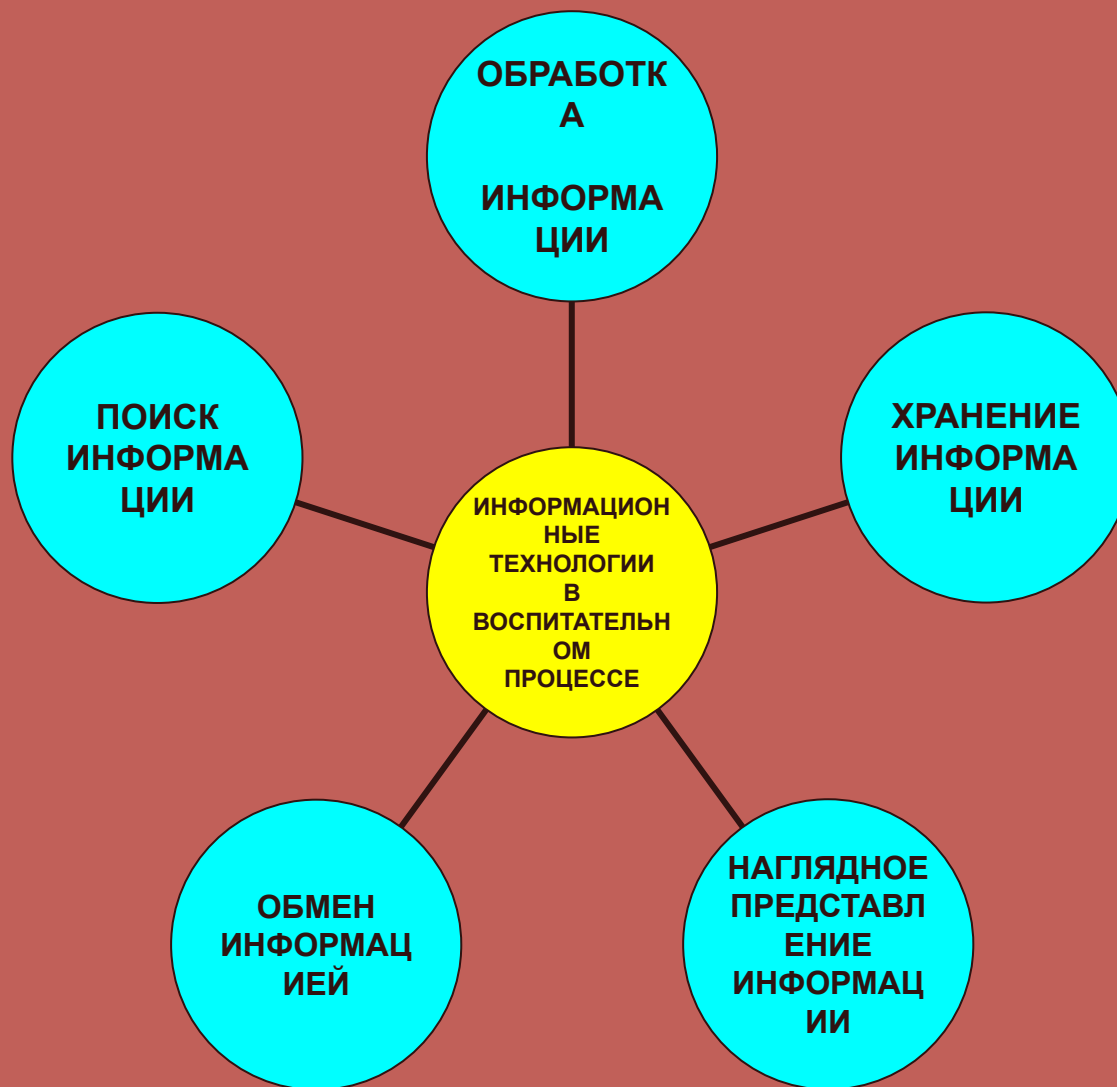 ОБРАБОТК
А
ИНФОРМА
ЦИИ
ПОИСК
ИНФОРМА
ЦИИ
ХРАНЕНИЕ
ИНФОРМА
ЦИИ
ИНФОРМАЦИОН
НЫЕ
ТЕХНОЛОГИИ
В
ВОСПИТАТЕЛЬН
ОМ
ПРОЦЕССЕ
ОБМЕН
ИНФОРМАЦ
ИЕЙ
НАГЛЯДНОЕ
ПРЕДСТАВЛ
ЕНИЕ
ИНФОРМАЦ
ИИ